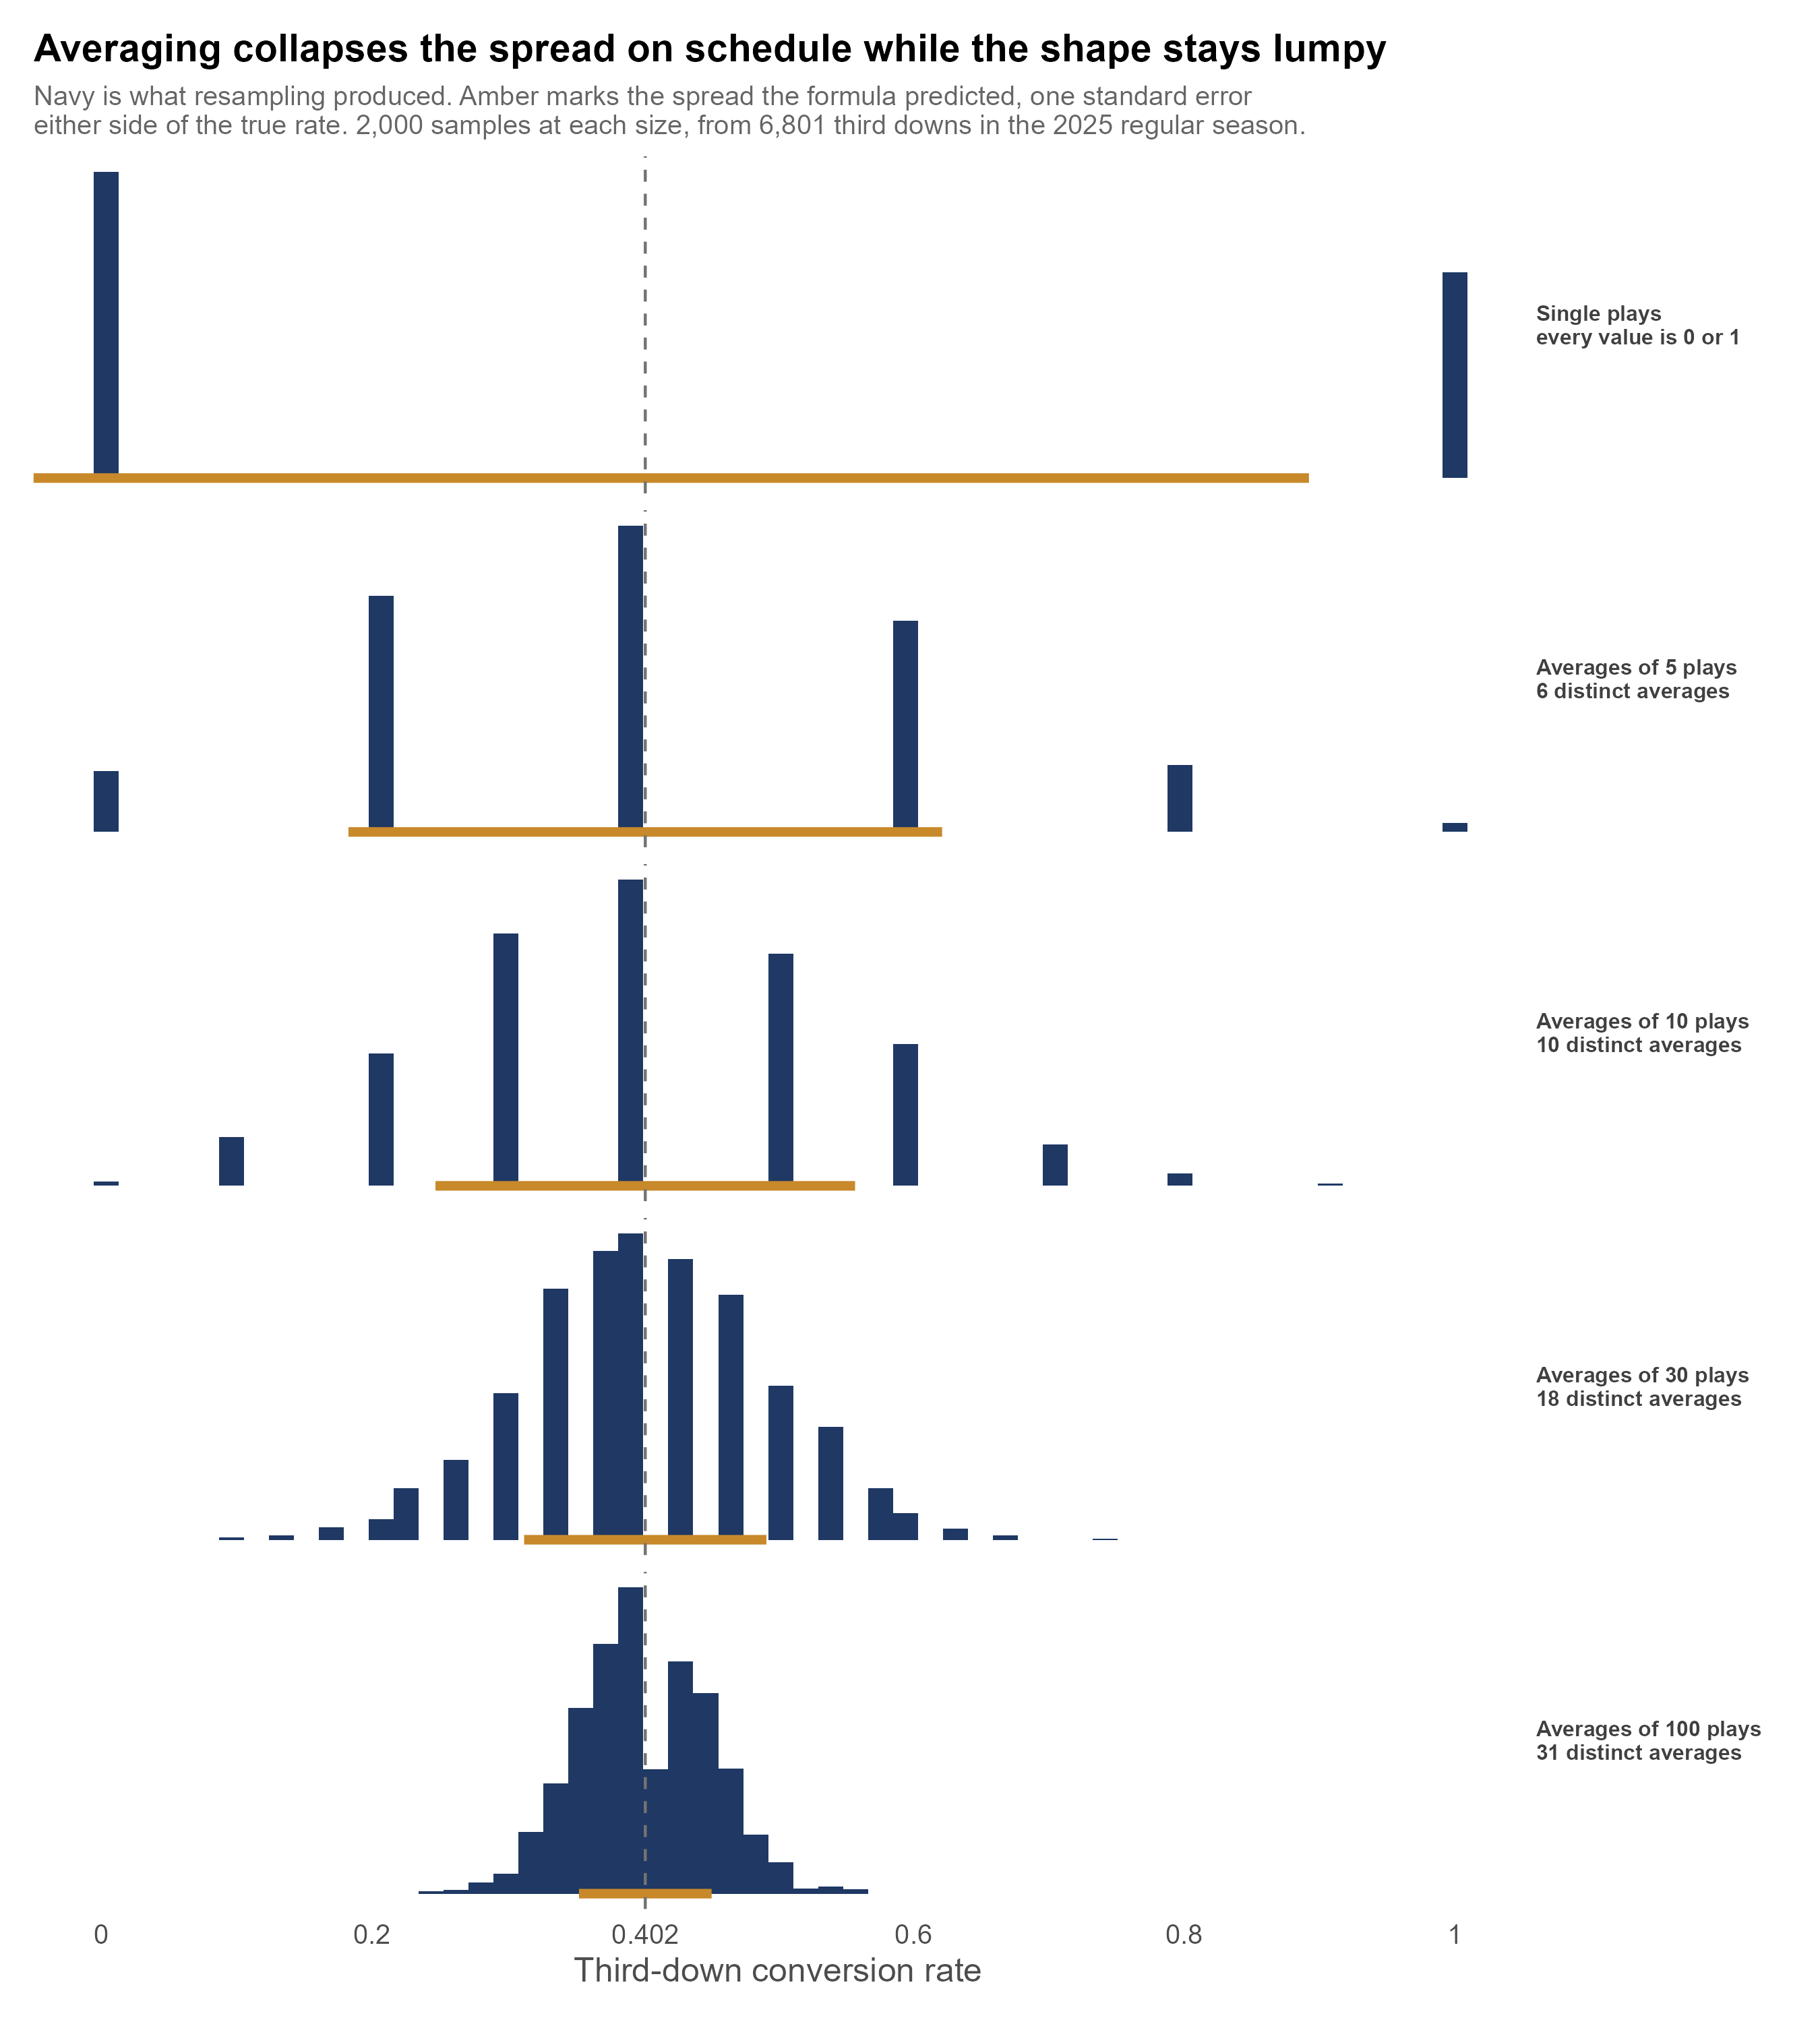 Averaging collapses the spread on schedule while the shape stays lumpy
Navy is what resampling produced. Amber marks the spread the formula predicted, one standard error
either side of the true rate. 2,000 samples at each size, from 6,801 third downs in the 2025 regular season.
Single plays
every value is 0 or 1
Averages of 5 plays
6 distinct averages
Averages of 10 plays
10 distinct averages
Averages of 30 plays
18 distinct averages
Averages of 100 plays
31 distinct averages
0 0.2 0.402 0.6 0.8 1
Third-down conversion rate